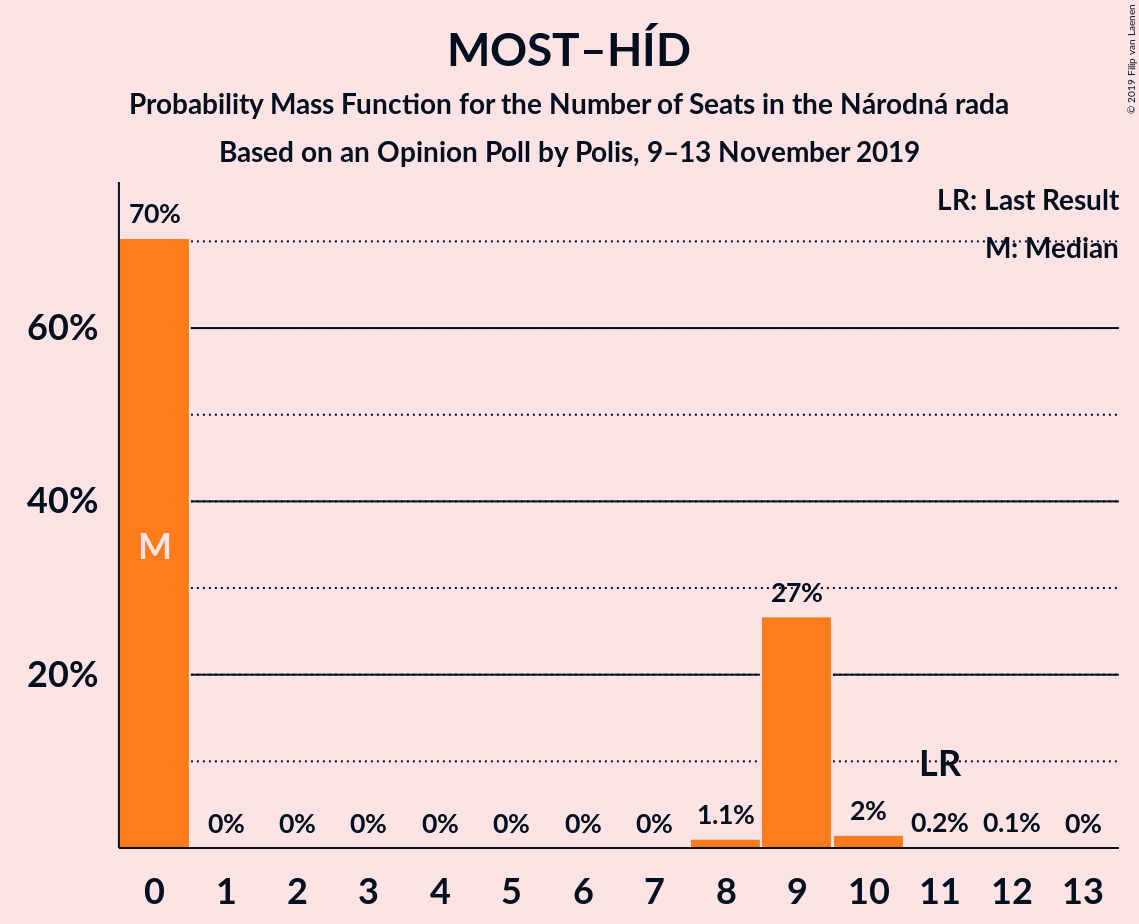 MOST–HÍD
Probability Mass Function for the Number of Seats in the Národná rada
Based on an Opinion Poll by Polis, 9–13 November 2019
© 2019 Filip van Laenen
LR: Last Result
M: Median
70%
60%
40%
M
27%
20%
LR
1.1%
2%
0% 0% 0% 0% 0% 0% 0% 0.2% 0.1% 0%
0 1 2 3 4 5 6 7 8 9 10 11 12 13